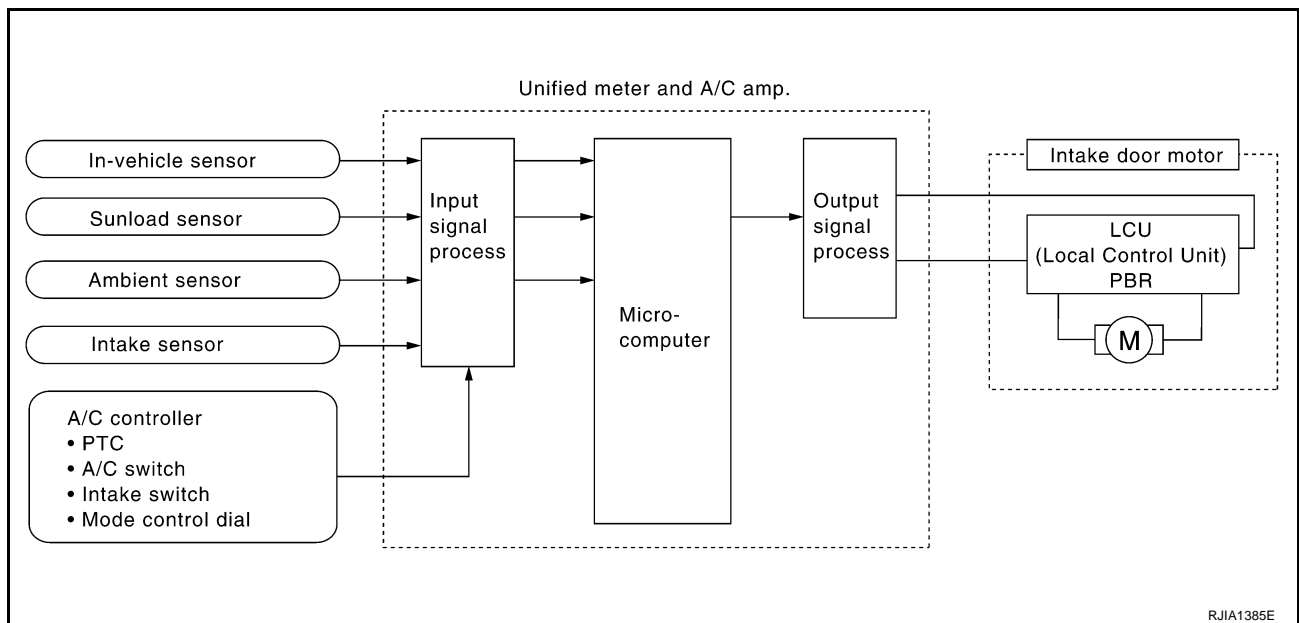 Unified meter and A/C amp.
In-vehicle sensor
Sunload sensor
Ambient sensor
Intake sensor
A/C controller
• PTC
• A/C switch
• Intake switch
• Mode control dial
Input
signal
process
Micro-
computer
Output
signal
process
Intake door motor
LCU
(Local Control Unit)
PBR
M
RJIA1385E